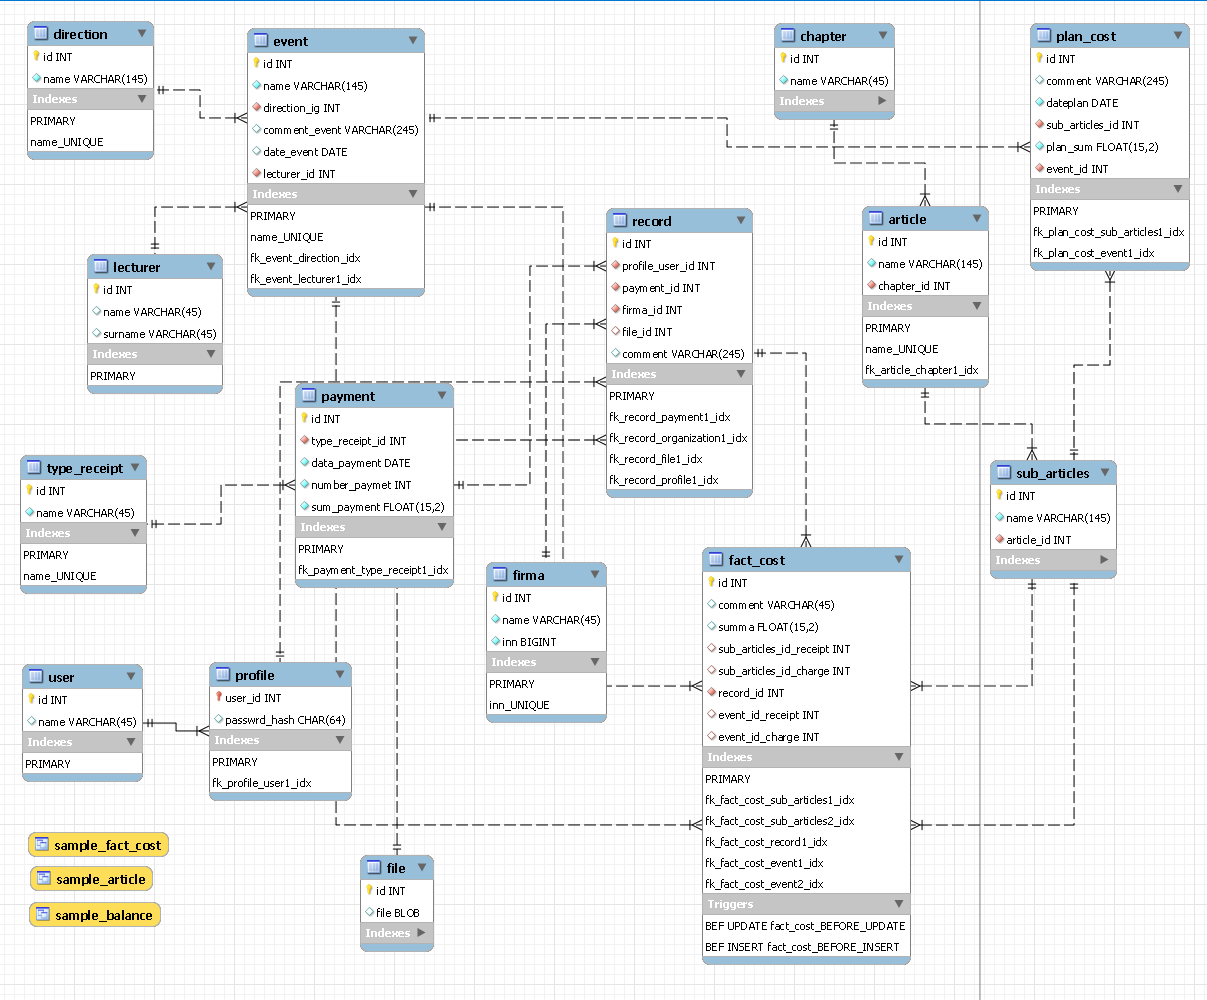 direction
id INT
name VARCHAR(145)
Indexes
PRIMARY
name_UNIQUE
event
id INT
name VARCHAR(145)
direction_ig INT
comment_event VARCHAR(245)
date_event DATE
lecturer_id INT
Indexes
PRIMARY
name_UNIQUE
fk_event_direction_idx
fk_event_lecturer1_idx
chapter
id INT
name VARCHAR(45)
Indexes
plan_cost
id INT
comment VARCHAR(245)
dateplan DATE
sub_articles_id INT
plan_sum FLOAT(15,2)
event_id INT
Indexes
PRIMARY
fk_plan_cost_sub_articles1_idx
fk_plan_cost_event1_idx
lecturer
id INT
name VARCHAR(45)
surname VARCHAR(45)
Indexes
PRIMARY
record
id INT
profile_user_id INT
payment_id INT
firma_id INT
file_id INT
comment VARCHAR(245)
Indexes
PRIMARY
fk_record_payment1_idx
fk_record_organization1_idx
fk_record_file1_idx
fk_record_profile1_idx
article
id INT
name VARCHAR(145)
chapter_id INT
Indexes
PRIMARY
name_UNIQUE
fk_article_chapter1_idx
payment
id INT
type_receipt_id INT
data_payment DATE
number_paymet INT
sum_payment FLOAT(15,2)
Indexes
PRIMARY
fk_payment_type_receipt1_idx
type_receipt
id INT
name VARCHAR(45)
Indexes
PRIMARY
name_UNIQUE
sub_articles
id INT
name VARCHAR(145)
article_id INT
Indexes
firma
id INT
name VARCHAR(45)
inn BIGINT
Indexes
PRIMARY
inn_UNIQUE
fact_cost
id INT
comment VARCHAR(45)
summa FLOAT(15,2)
sub_articles_id_receipt INT
sub_articles_id_charge INT
record_id INT
event_id_receipt INT
event_id_charge INT
Indexes
PRIMARY
fk_fact_cost_sub_articles1_idx
fk_fact_cost_sub_articles2_idx
fk_fact_cost_record1_idx
fk_fact_cost_event1_idx
fk_fact_cost_event2_idx
Triggers
BEF UPDATE fact_cost_BEFORE_UPDATE
BEF INSERT fact_cost_BEFORE_INSERT
user
id INT
name VARCHAR(45)
Indexes
PRIMARY
profile
user_id INT
passwrd_hash CHAR(64)
Indexes
PRIMARY
fk_profile_user1_idx
sample_fact_cost
sample_article
sample_balance
file
id INT
file BLOB
Indexes